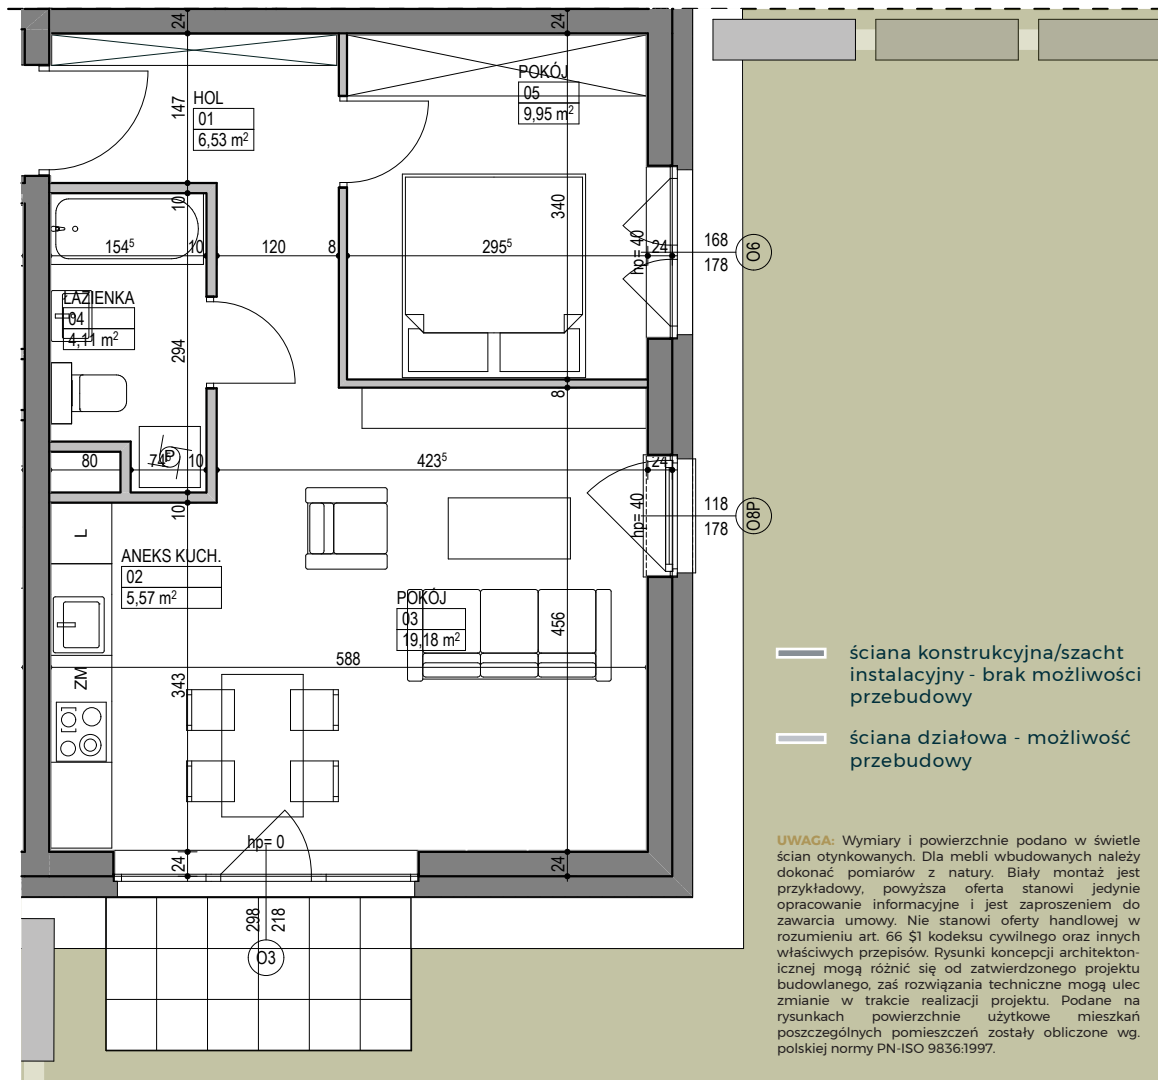 24
24
147
HOL
01
6,53 m²
POKÓJ
05
9,95 m²
10
340
154⁵
10
120
8
295⁵
hp= 40
24
168
178
O6
ŁAZIENKA
04
4,11 m²
294
8
80
74⁵
P
10
423⁵
24
hp= 40
118
178
O8P
10
L
ANEKS KUCH.
02
5,57 m²
POKÓJ
03
19,18 m²
456
588
ZM
343
hp= 0
24
24
298
218
O3
ściana konstrukcyjna/szacht
instalacyjny - brak możliwości
przebudowy
ściana działowa - możliwość
przebudowy
UWAGA: Wymiary i powierzchnie podano w świetle
ścian otynkowanych. Dla mebli wbudowanych należy
dokonać pomiarów z natury. Biały montaż jest
przykładowy, powyższa oferta stanowi jedynie
opracowanie informacyjne i jest zaproszeniem do
zawarcia umowy. Nie stanowi oferty handlowej w
rozumieniu art. 66 $1 kodeksu cywilnego oraz innych
właściwych przepisów. Rysunki koncepcji architekton-
icznej mogą różnić się od zatwierdzonego projektu
budowlanego, zaś rozwiązania techniczne mogą ulec
zmianie w trakcie realizacji projektu. Podane na
rysunkach powierzchnie użytkowe mieszkań
poszczególnych pomieszczeń zostały obliczone wg.
polskiej normy PN-ISO 9836:1997.